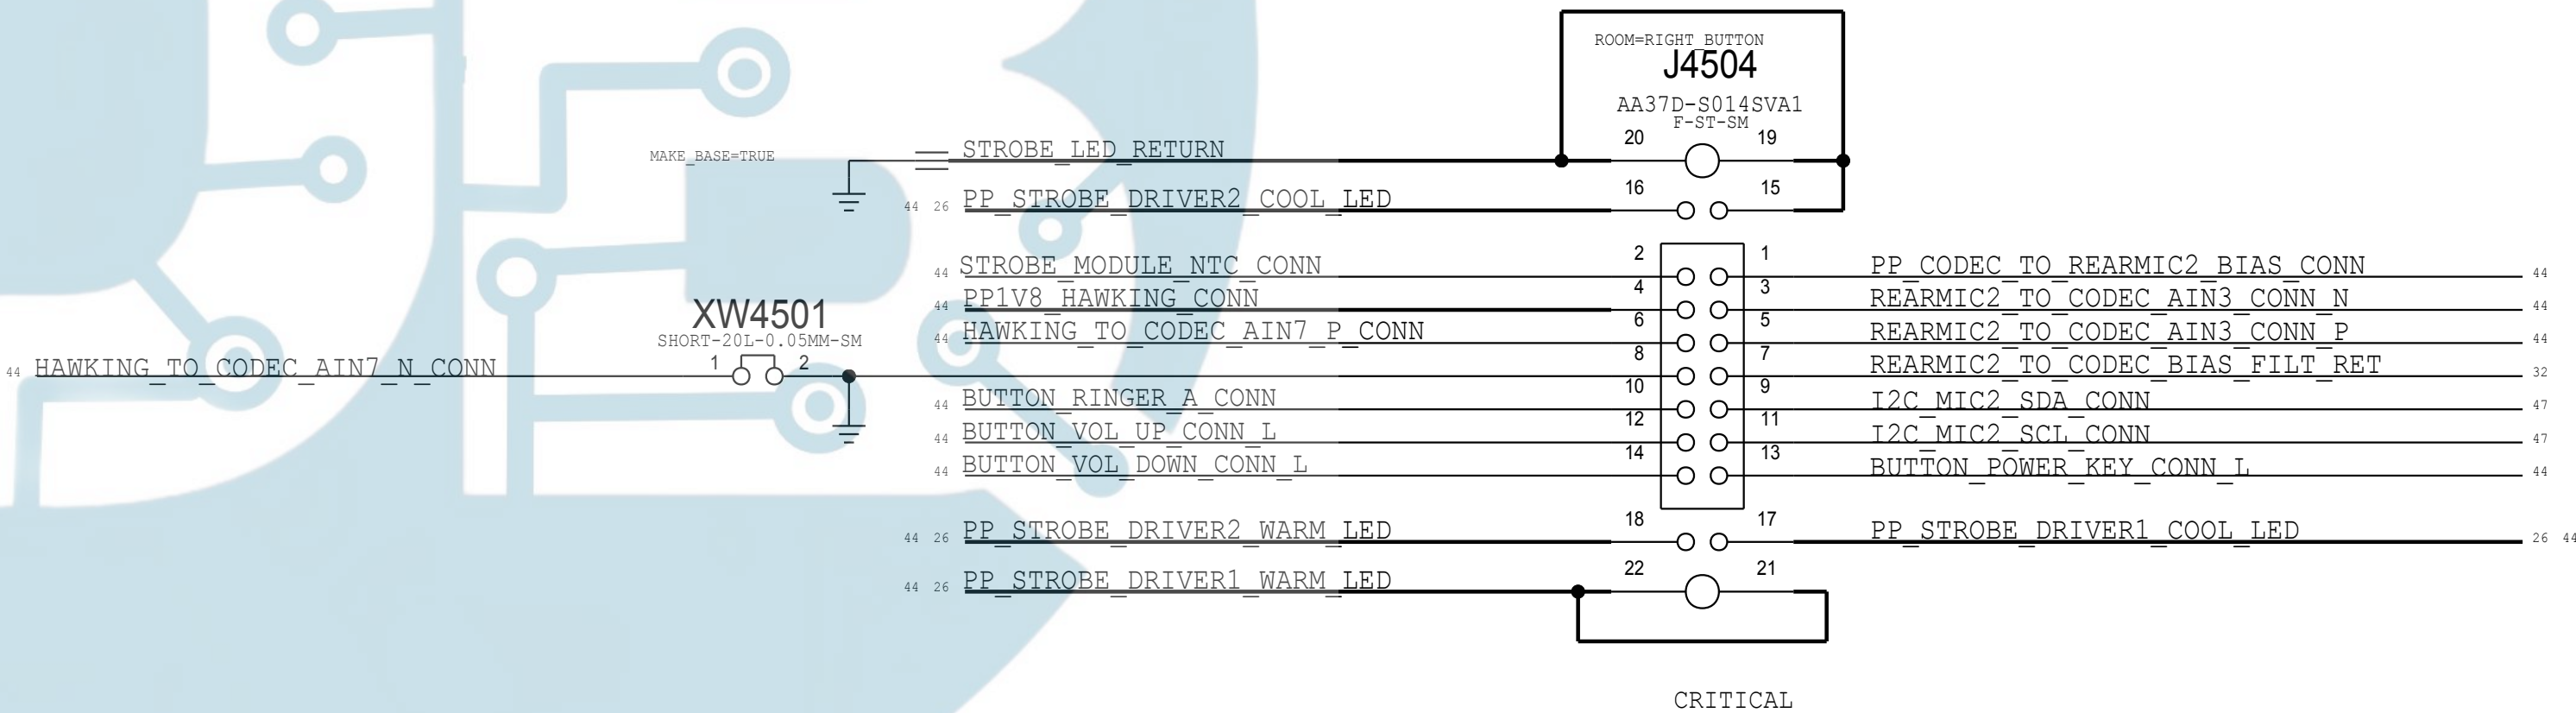 ROOM=RIGHT_BUTTON
J4504
AA37D-S014SVA1
F-ST-SM
20 19
MAKE_BASE=TRUE STROBE_LED_RETURN
16 15
44 26 PP_STROBE_DRIVER2_COOL_LED
2 1
44 STROBE_MODULE_NTC_CONN PP_CODEC_TO_REARMIC2_BIAS_CONN 44
4 3
44 PP1V8_HAWKING_CONN REARMIC2_TO_CODEC_AIN3_CONN_N 44
XW4501
6 5
44 HAWKING_TO_CODEC_AIN7_P_CONN REARMIC2_TO_CODEC_AIN3_CONN_P 44
SHORT-20L-0.05MM-SM
8 7
44 HAWKING_TO_CODEC_AIN7_N_CONN 1 2 REARMIC2_TO_CODEC_BIAS_FILT_RET 32
10 9
44 BUTTON_RINGER_A_CONN I2C_MIC2_SDA_CONN 47
12 11
44 BUTTON_VOL_UP_CONN_L I2C_MIC2_SCL_CONN 47
14 13
44 BUTTON_VOL_DOWN_CONN_L BUTTON_POWER_KEY_CONN_L 44
18 17
44 26 PP_STROBE_DRIVER2_WARM_LED PP_STROBE_DRIVER1_COOL_LED 26 44
22 21
44 26 PP_STROBE_DRIVER1_WARM_LED
CRITICAL